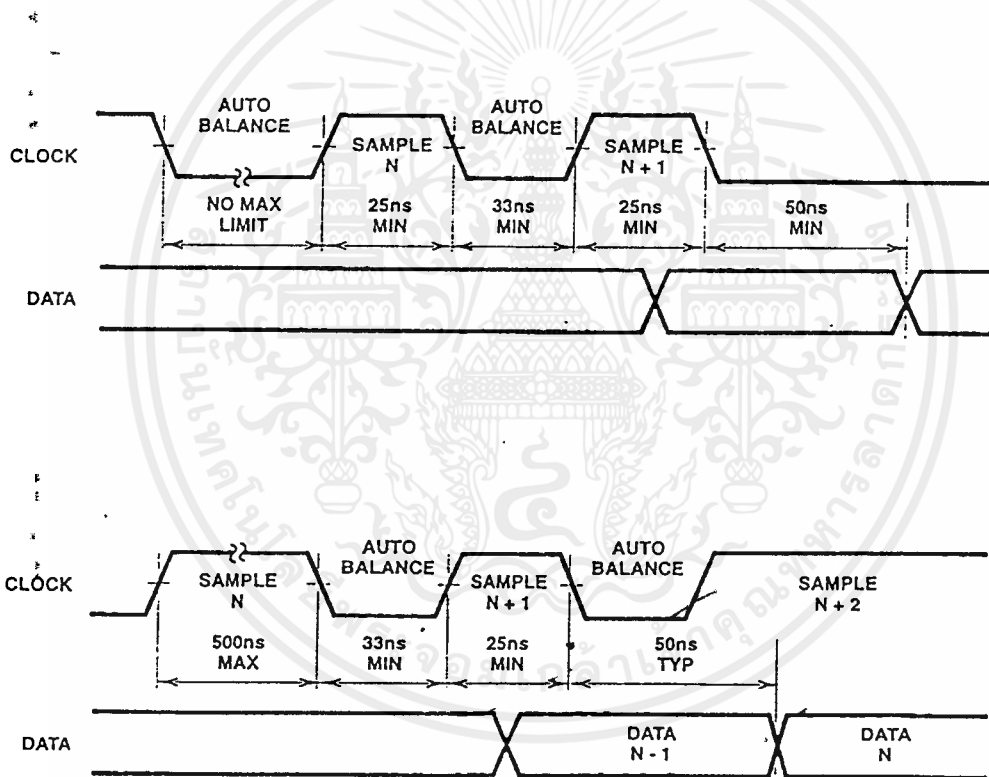 AUTO
BALANCE
AUTO
BALANCE
CLOCK
SAMPLE
N
SAMPLE
N + 1
NO MAX
LIMIT
25ns
MIN
33ns
MIN
25ns
MIN
50ns
MIN
DATA
CLOCK
SAMPLE
N
AUTO
BALANCE
SAMPLE
N + 1
AUTO
BALANCE
SAMPLE
N + 2
500ns
MAX
33ns
MIN
25ns
MIN
50ns
TYP
DATA
DATA
N - 1
DATA
N